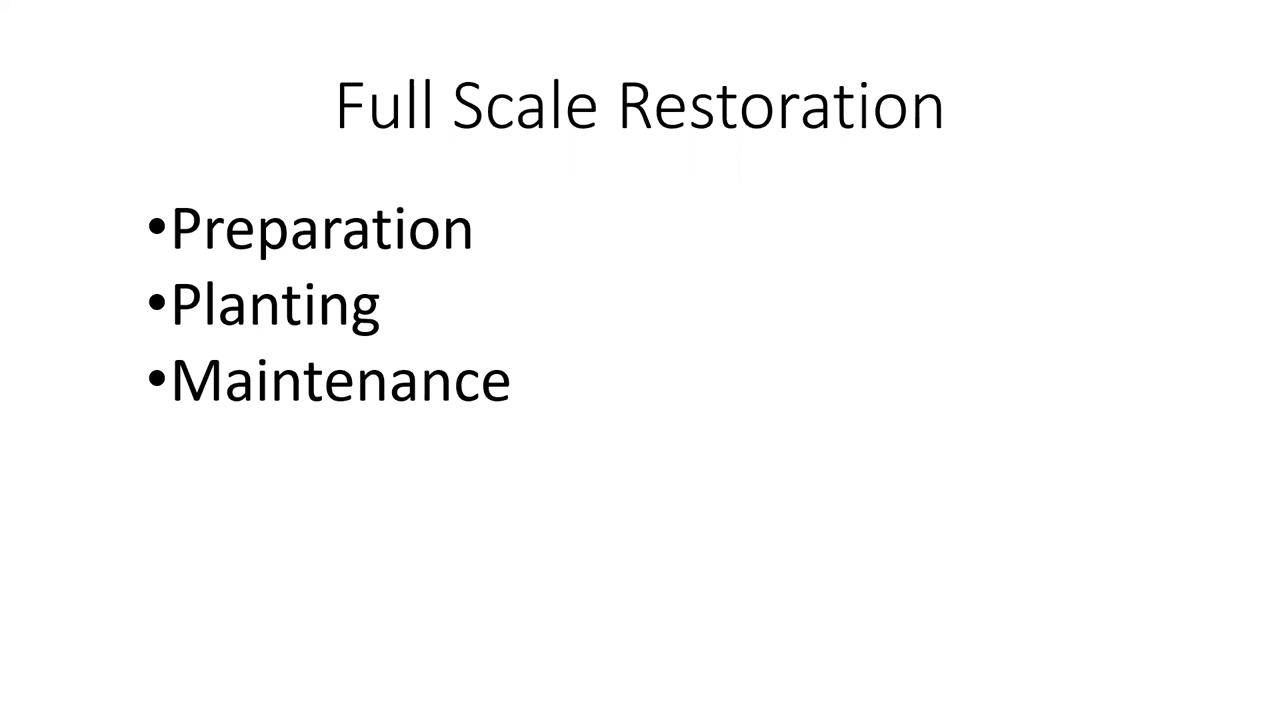 Full Scale Restoration
•Preparation
•Planting
•Maintenance